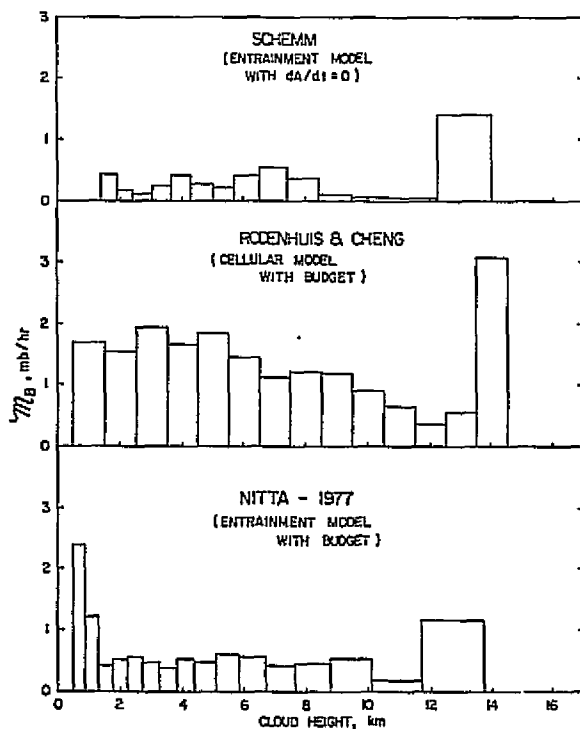 3
SCHEMM
(ENTRAINMENT MODEL
WITH dA/dt=0)
2
1
0
RODENHUIS & CHENG
3
(CELLULAR MODEL
WITH BUDGET)
2
1
0
𝓜B, mb/hr
NITTA - 1977
3
(ENTRAINMENT MODEL
WITH BUDGET)
2
1
0
0 2 4 6 8 10 12 14 16
CLOUD HEIGHT, km